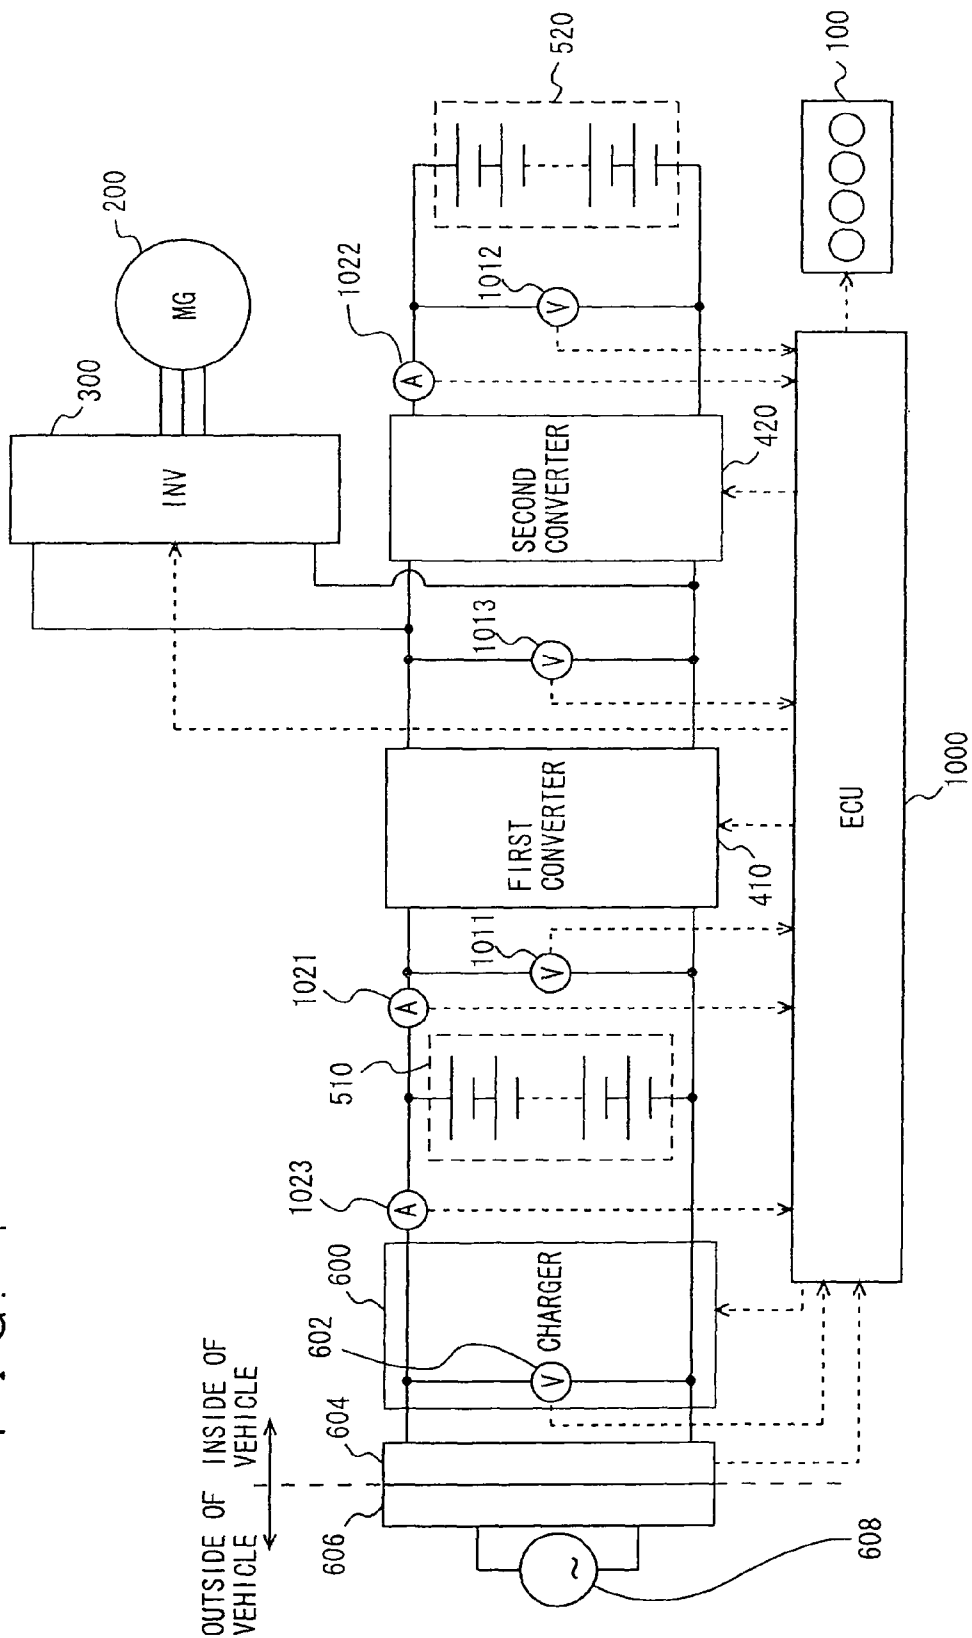 200
300
MG
INV
OUTSIDE OF
VEHICLE
INSIDE OF
VEHICLE
606
604
602
600
1023
510
1021
1011
1013
1022
1012
520
V
CHARGER
A
A
V
FIRST
CONVERTER
V
SECOND
CONVERTER
A
V
~
608
410
420
100
ECU
1000